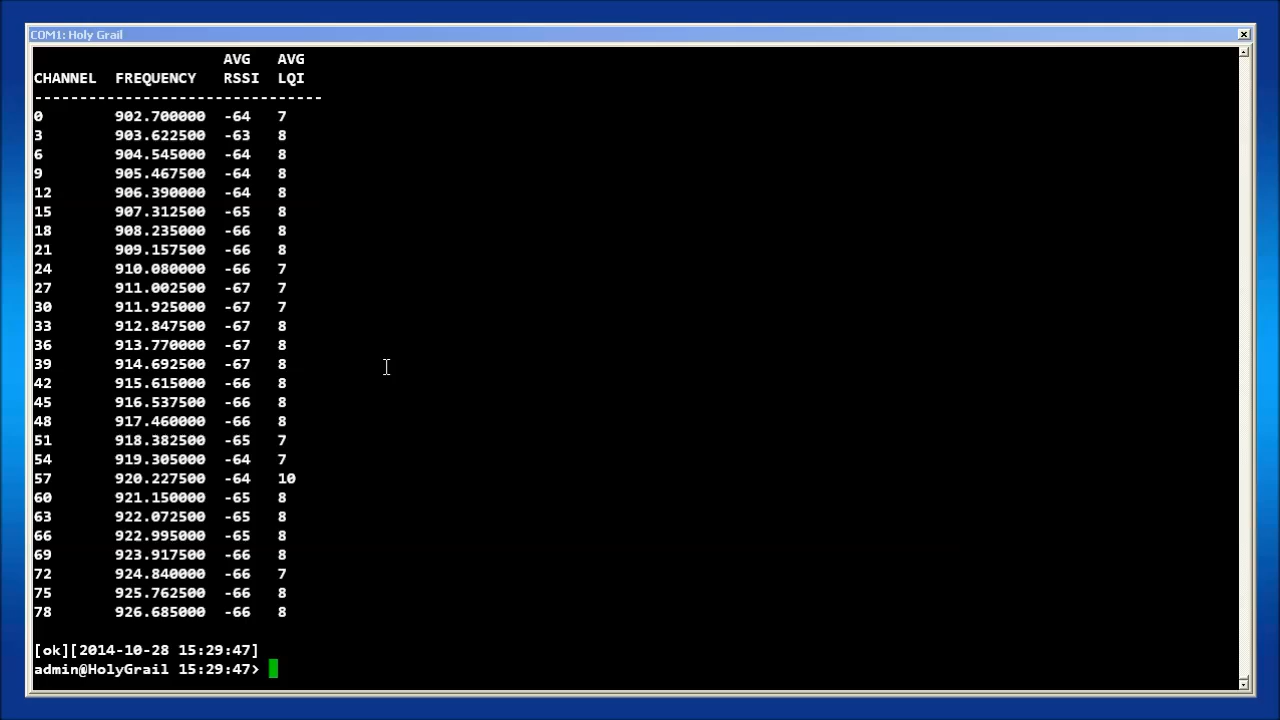 COM1: Holy Grail
AVG AVG
CHANNEL FREQUENCY RSSI LQI
--------------------------------
0 902.700000 -64 7
3 903.622500 -63 8
6 904.545000 -64 8
9 905.467500 -64 8
12 906.390000 -64 8
15 907.312500 -65 8
18 908.235000 -66 8
21 909.157500 -66 8
24 910.080000 -66 7
27 911.002500 -67 7
30 911.925000 -67 7
33 912.847500 -67 8
36 913.770000 -67 8
39 914.692500 -67 8
42 915.615000 -66 8
45 916.537500 -66 8
48 917.460000 -66 8
51 918.382500 -65 7
54 919.305000 -64 7
57 920.227500 -64 10
60 921.150000 -65 8
63 922.072500 -65 8
66 922.995000 -65 8
69 923.917500 -66 8
72 924.840000 -66 7
75 925.762500 -66 8
78 926.685000 -66 8
[ok][2014-10-28 15:29:47]
admin@HolyGrail 15:29:47>